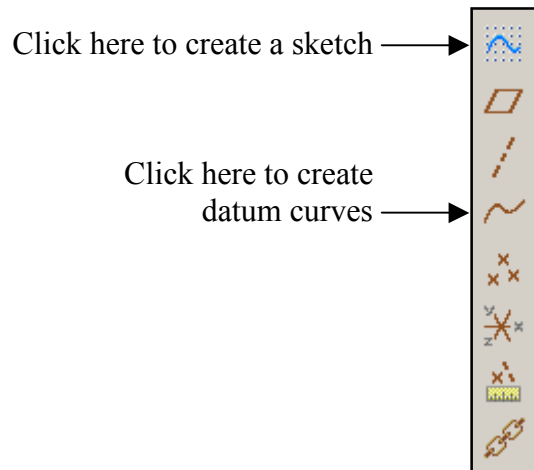 Click here to create a sketch
Click here to create
datum curves
x
y
z